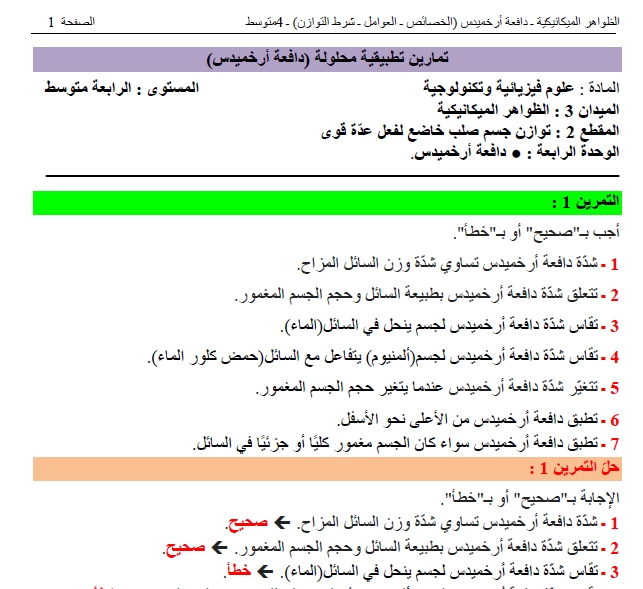 الظواهر الميكانيكية ـ دافعة أرخميدس (الخصائص ـ العوامل ـ شرط التوازن) ـ 4متوسط الصفحة 1
تمارين تطبيقية محلولة (دافعة أرخميدس)
المادة : علوم فيزيائية وتكنولوجية المستوى : الرابعة متوسط
الميدان 3 : الظواهر الميكانيكية
المقطع 2 : توازن جسم صلب خاضع لفعل عدّة قوى
الوحدة الرابعة : ● دافعة أرخميدس.
التمرين 1 :
أجب بـ"صحيح" أو بـ"خطأ".
1 - شدّة دافعة أرخميدس تساوي شدّة وزن السائل المزاح.
2 - تتعلق شدّة دافعة أرخميدس بطبيعة السائل وحجم الجسم المغمور.
3 - تقاس شدّة دافعة أرخميدس لجسم ينحل في السائل(الماء).
4 - تقاس شدّة دافعة أرخميدس لجسم(ألمنيوم) يتفاعل مع السائل(حمض كلور الماء).
5 - تتغيّر شدّة دافعة أرخميدس عندما يتغير حجم الجسم المغمور.
6 - تطبق دافعة أرخميدس من الأعلى نحو الأسفل.
7 - تطبق دافعة أرخميدس سواء كان الجسم مغمور كليًا أو جزئيًا في السائل.
حلّ التمرين 1 :
الإجابة بـ"صحيح" أو بـ"خطأ".
1 - شدّة دافعة أرخميدس تساوي شدّة وزن السائل المزاح. ← صحيح.
2 - تتعلق شدّة دافعة أرخميدس بطبيعة السائل وحجم الجسم المغمور. ← صحيح.
3 - تقاس شدّة دافعة أرخميدس لجسم ينحل في السائل(الماء). ← خطأ.